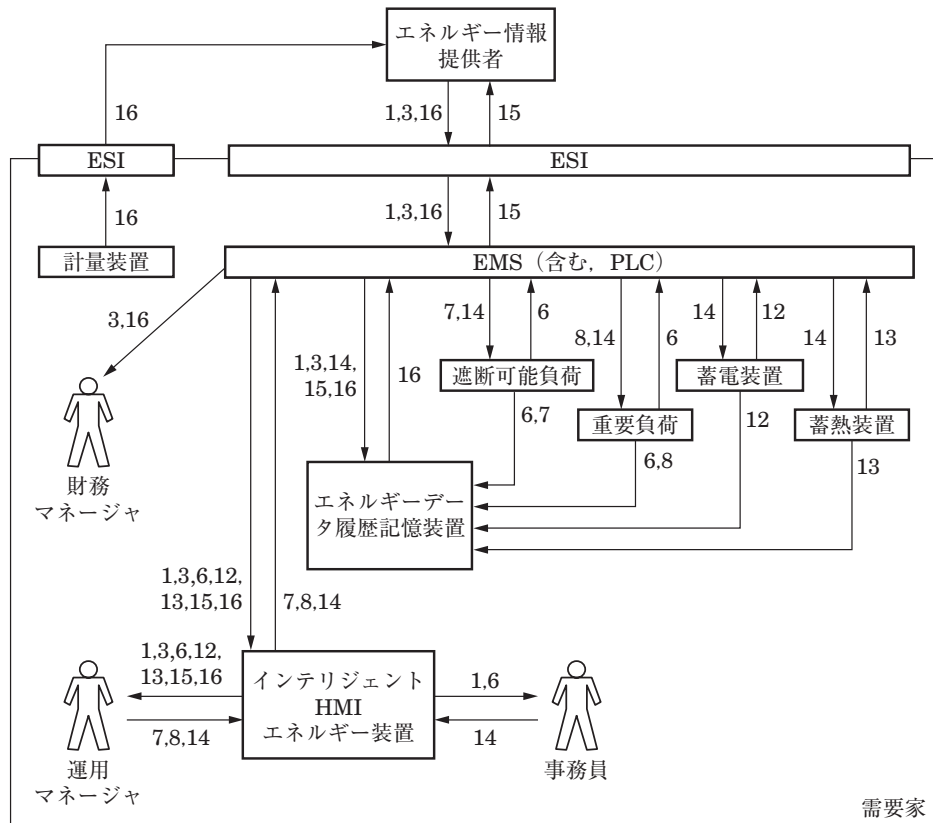 エネルギー情報
提供者
16
1,3,16
15
ESI
ESI
16
1,3,16
15
計量装置
EMS（含む，PLC）
3,16
7,14
6
8,14
6
14
12
14
13
1,3,14,
15,16
16
遮断可能負荷
蓄電装置
6,7
重要負荷
12
蓄熱装置
6,8
13
財務
マネージャ
エネルギーデー
タ履歴記憶装置
1,3,6,12,
13,15,16
7,8,14
1,3,6,12,
13,15,16
インテリジェント
HMI
エネルギー装置
1,6
7,8,14
14
運用
マネージャ
事務員
需要家